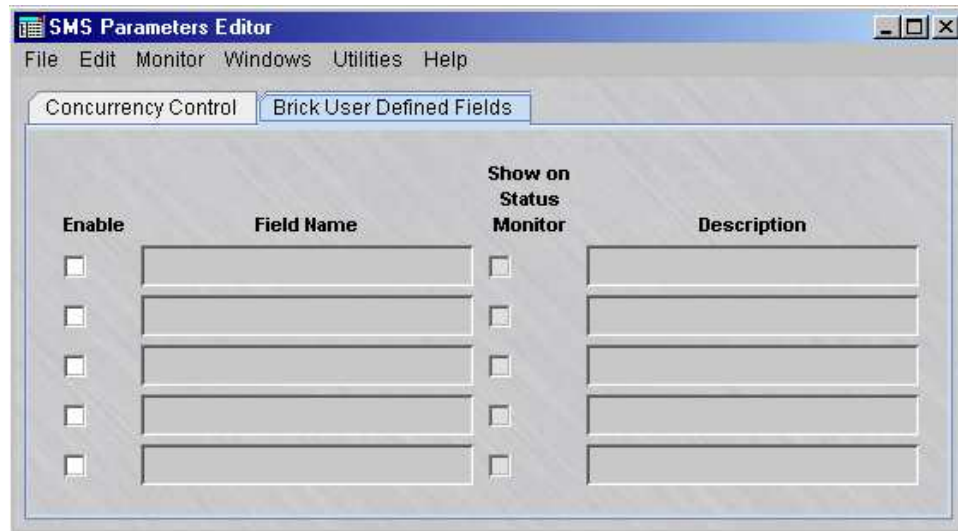 SMS Parameters Editor
File Edit Monitor Windows Utilities Help
Concurrency Control Brick User Defined Fields
Show on
Status
Enable Field Name Monitor Description